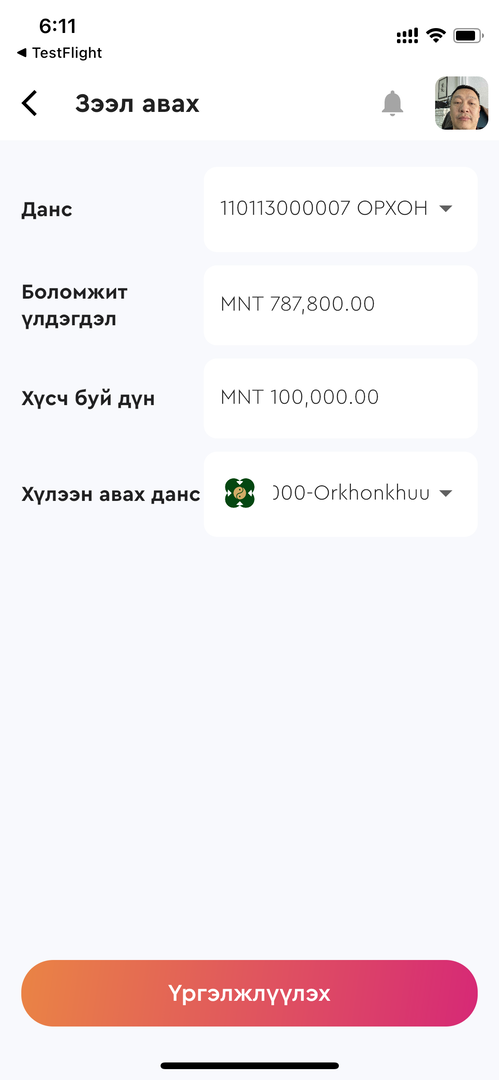 6:11
◀ TestFlight
Зээл авах
Данс
110113000007 ОРХОН
Боломжит
үлдэгдэл
MNT 787,800.00
Хүсч буй дүн
MNT 100,000.00
Хүлээн авах данс
000-Orkhonkhuu
Үргэлжлүүлэх